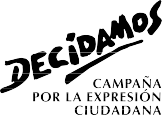 DECIDAMOS
CAMPAÑA
POR LA EXPRESIÓN
CIUDADANA